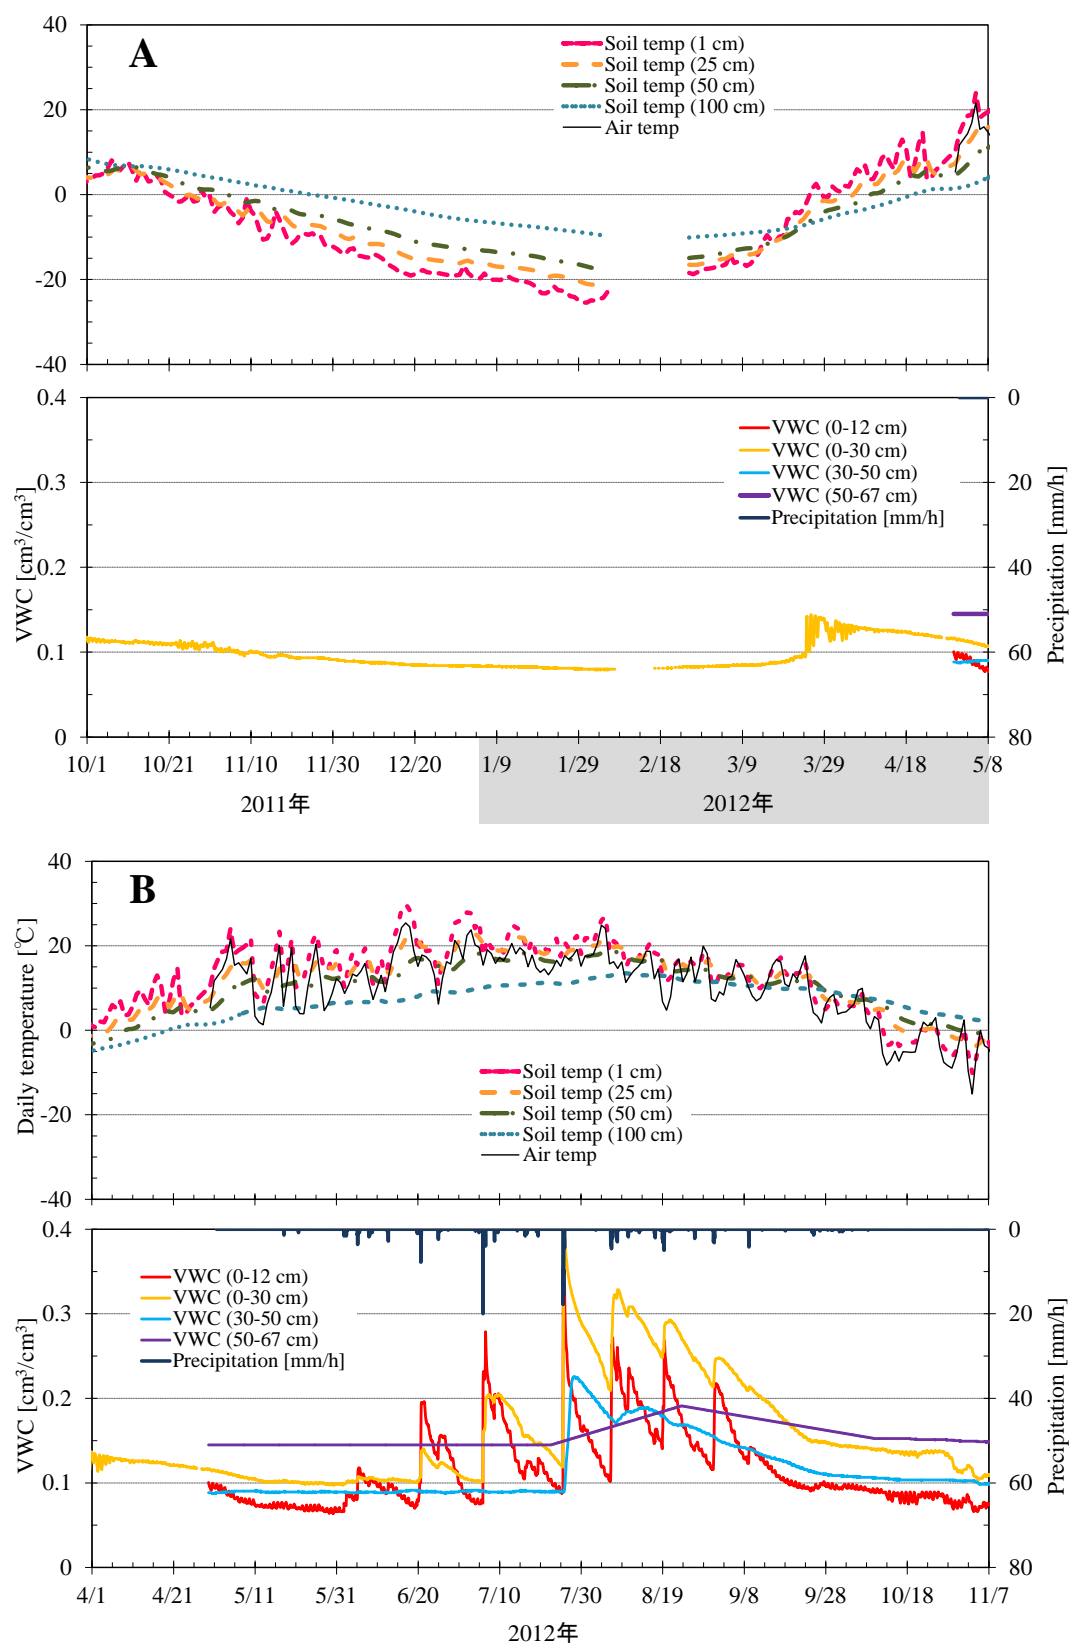 A
40
20
0
-20
-40
Soil temp (1 cm)
Soil temp (25 cm)
Soil temp (50 cm)
Soil temp (100 cm)
Air temp
VWC [cm³/cm³]
0.4
0.3
0.2
0.1
0
VWC (0-12 cm)
VWC (0-30 cm)
VWC (30-50 cm)
VWC (50-67 cm)
Precipitation [mm/h]
0
20
40
60
80
Precipitation [mm/h]
10/1 10/21 11/10 11/30 12/20 1/9 1/29 2/18 3/9 3/29 4/18 5/8
2011年 2012年
B
Daily temperature [℃]
40
20
0
-20
-40
Soil temp (1 cm)
Soil temp (25 cm)
Soil temp (50 cm)
Soil temp (100 cm)
Air temp
VWC [cm³/cm³]
0.4
0.3
0.2
0.1
0
VWC (0-12 cm)
VWC (0-30 cm)
VWC (30-50 cm)
VWC (50-67 cm)
Precipitation [mm/h]
0
20
40
60
80
Precipitation [mm/h]
4/1 4/21 5/11 5/31 6/20 7/10 7/30 8/19 9/8 9/28 10/18 11/7
2012年